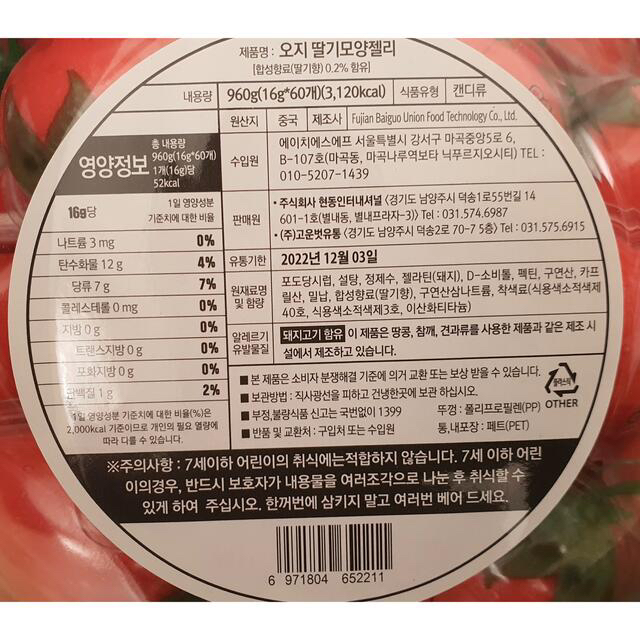 제품명 : 오지 딸기모양젤리
[합성향료(딸기향) 0.2% 함유]
내용량 960g(16g*60개)(3,120kcal) 식품유형 캔디류
원산지 중국 제조사 Fujian Baiguo Union Food Technology Co., Ltd.
수입원 에이치에스에프 서울특별시 강서구 마곡중앙5로 6,
B-107호(마곡동, 마곡나루역보타 닉푸르지오시티) TEL :
010-5207-1439
판매원 • 주식회사 현동인터내셔널 <경기도 남양주시 덕송1로55번길 14
601-1호(별내동, 별내프라자-3)> Tel : 031.574.6987
• (주)고운벗유통 <경기도 남양주시 덕송2로 70-7 5층> Tel : 031.575.6915
유통기한 2022년 12월 03일
원재료명 및 함량 포도당시럽, 설탕, 정제수, 젤라틴(돼지), D-소비톨, 펙틴, 구연산, 카프
릴산, 밀납, 합성향료(딸기향), 구연산삼나트륨, 착색료(식용색소적색제
40호, 식용색소적색제3호, 이산화티타늄)
알레르기 유발물질 돼지고기 함유 이 제품은 땅콩, 참깨, 견과류를 사용한 제품과 같은 제조 시
설에서 제조하고 있습니다.
■ 본 제품은 소비자 분쟁해결 기준에 의거 교환 또는 보상 받을 수 있습니다.
■ 보관방법 : 직사광선을 피하고 건냉한곳에 보관 하십시오.
■ 부정,불량식품 신고는 국번없이 1399
■ 반품 및 교환처 : 구입처 또는 수입원
플라스틱
OTHER
뚜껑 : 폴리프로필렌(PP)
통,내포장 : 페트(PET)
영양정보
총 내용량
960g(16g*60개)
1개(16g)당
52kcal
16g당 1일 영양성분
기준치에 대한 비율
나트륨 3 mg 0%
탄수화물 12 g 4%
당류 7 g 7%
콜레스테롤 0 mg 0%
지방 0 g 0%
트랜스지방 0 g 0%
포화지방 0 g 0%
단백질 1 g 2%
1일 영양성분 기준치에 대한 비율(%)은
2,000kcal 기준이므로 개인의 필요 열량에
따라 다를 수 있습니다.
※주의사항 : 7세이하 어린이의 취식에는적합하지 않습니다. 7세 이하 어린
이의경우, 반드시 보호자가 내용물을 여러조각으로 나눈 후 취식할 수
있게 하여 주십시오. 한꺼번에 삼키지 말고 여러번 베어 드세요.
6 971804 652211